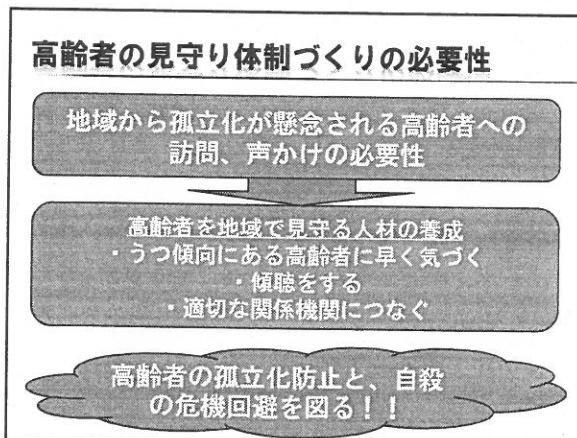 高齢者の見守り体制づくりの必要性
地域から孤立化が懸念される高齢者への
訪問、声かけの必要性
高齢者を地域で見守る人材の養成
・うつ傾向にある高齢者に早く気づく
・傾聴をする
・適切な関係機関につなぐ
高齢者の孤立化防止と、自殺
の危機回避を図る！！